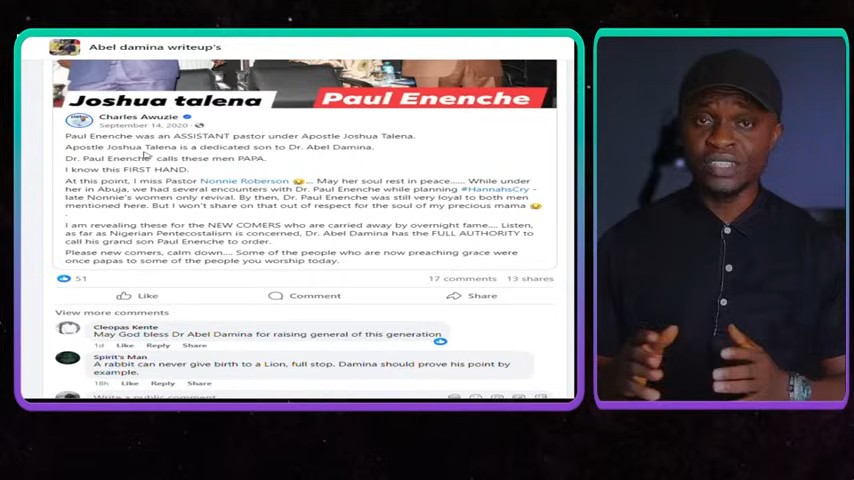 Abel damina writeup's
Joshua talena
Paul Enenche
Charles Awuzie
September 14, 2020
Paul Enenche was an ASSISTANT pastor under Apostle Joshua Talena.
Apostle Joshua Talena is a dedicated son to Dr. Abel Damina.
Dr. Paul Enenche calls these men PAPA.
I know this FIRST HAND.
At this point, I miss Pastor Nonnie Roberson 😢... May her soul rest in peace..... While under
her in Abuja, we had several encounters with Dr. Paul Enenche while planning #HannahsCry -
late Nonnie's women only revival. By then, Dr. Paul Enenche was still very loyal to both men
mentioned here. But I won't share on that out of respect for the soul of my precious mama 😢
.
I am revealing these for the NEW COMERS who are carried away by overnight fame.... Listen,
as far as Nigerian Pentecostalism is concerned, Dr. Abel Damina has the FULL AUTHORITY to
call his grand son Paul Enenche to order.
Please new comers, calm down.... Some of the people who are now preaching grace were
once papas to some of the people you worship today.
51
17 comments 13 shares
Like Comment Share
View more comments
Cleopas Kente
May God bless Dr Abel Damina for raising general of this generation
1d Like Reply Share
Spirit's Man
A rabbit can never give birth to a Lion, full stop. Damina should prove his point by
example.
18h Like Reply Share
Write a public comment...